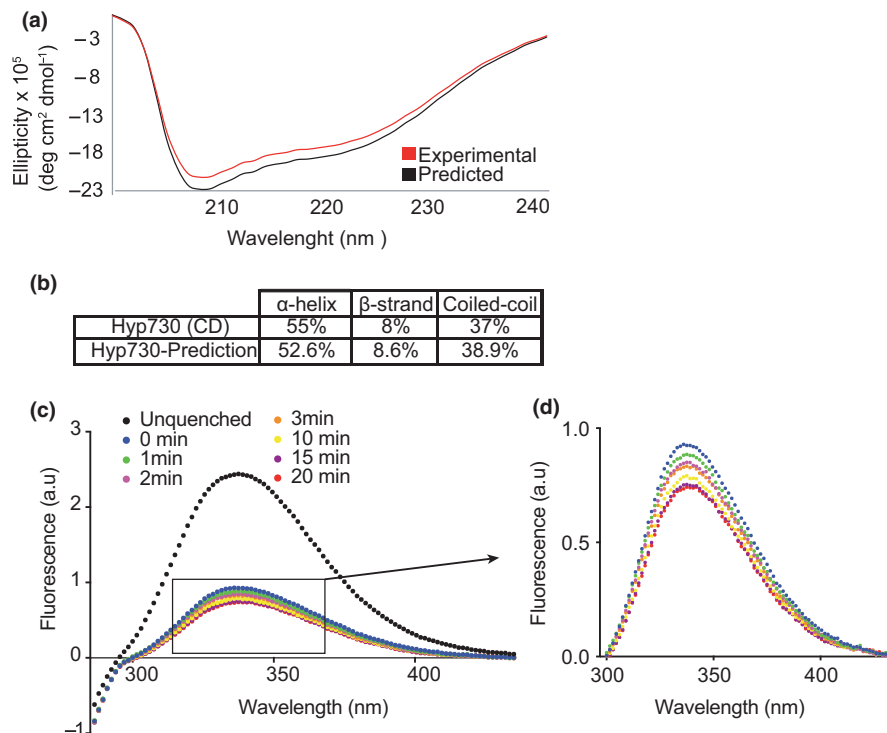 (a)
Ellipticity x 10⁵
(deg cm² dmol⁻¹)
–3
–8
–13
–18
–23
210
220
230
240
Wavelenght (nm )
Experimental
Predicted
(b)
α-helix β-strand Coiled-coil
Hyp730 (CD) 55% 8% 37%
Hyp730-Prediction 52.6% 8.6% 38.9%
(c)
Fluorescence (a.u)
3
2
1
0
–1
Unquenched
0 min
1min
2min
3min
10 min
15 min
20 min
300
350
400
Wavelength (nm)
(d)
Fluorescence (a.u)
1.0
0.5
0.0
300
350
400
Wavelength (nm)